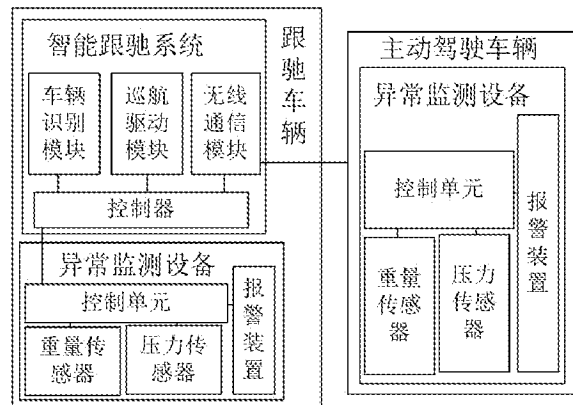 智能跟驰系统
跟驰车辆
车辆
识别
模块
巡航
驱动
模块
无线
通信
模块
控制器
异常监测设备
控制单元
报警装置
重量传
感器
压力传
感器
主动驾驶车辆
异常监测设备
控制单元
报警装置
重量
传感
器
压力
传感
器